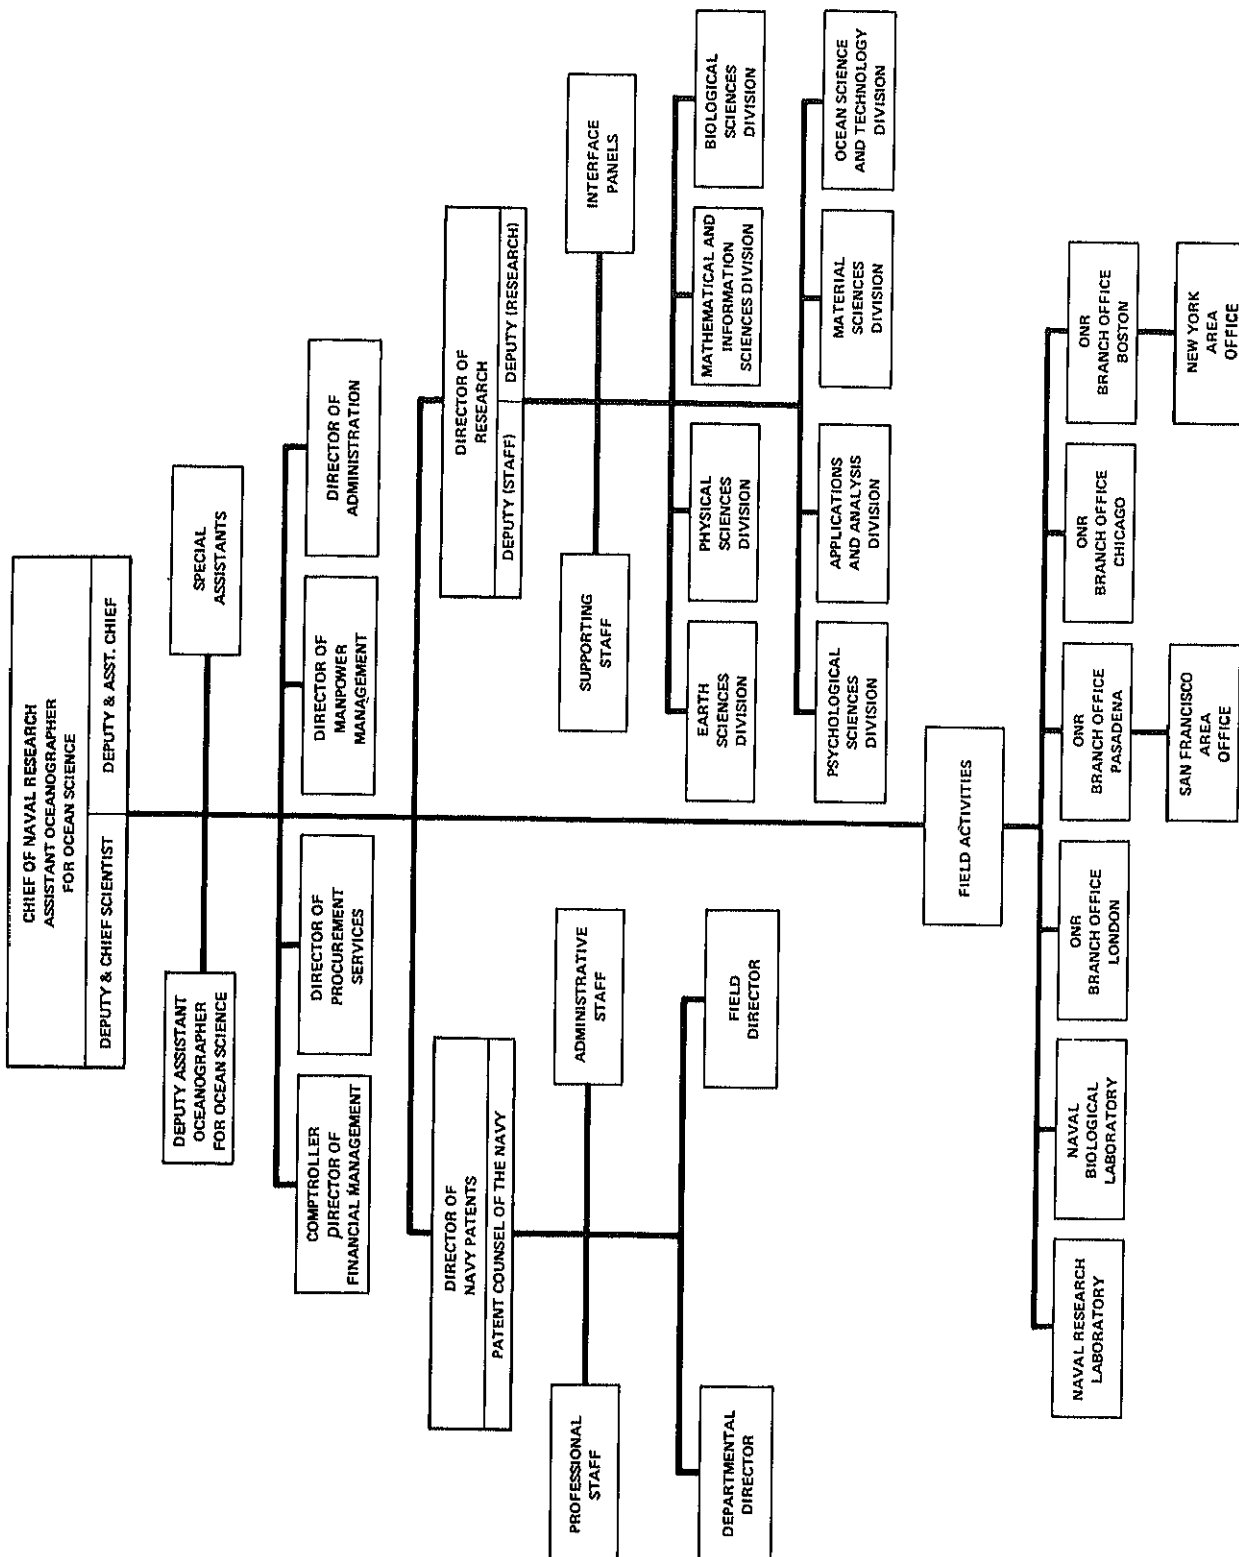 CHIEF OF NAVAL RESEARCH
ASSISTANT OCEANOGRAPHER
FOR OCEAN SCIENCE
DEPUTY & CHIEF SCIENTIST
DEPUTY & ASST. CHIEF
DEPUTY ASSISTANT
OCEANOGRAPHER
FOR OCEAN SCIENCE
SPECIAL
ASSISTANTS
COMPTROLLER
DIRECTOR OF
FINANCIAL MANAGEMENT
DIRECTOR OF
PROCUREMENT
SERVICES
DIRECTOR OF
MANPOWER
MANAGEMENT
DIRECTOR OF
ADMINISTRATION
DIRECTOR OF
NAVY PATENTS
PATENT COUNSEL OF THE NAVY
DIRECTOR OF
RESEARCH
DEPUTY (STAFF)
DEPUTY (RESEARCH)
PROFESSIONAL
STAFF
ADMINISTRATIVE
STAFF
SUPPORTING
STAFF
INTERFACE
PANELS
DEPARTMENTAL
DIRECTOR
FIELD
DIRECTOR
EARTH
SCIENCES
DIVISION
PHYSICAL
SCIENCES
DIVISION
MATHEMATICAL AND
INFORMATION
SCIENCES DIVISION
BIOLOGICAL
SCIENCES
DIVISION
PSYCHOLOGICAL
SCIENCES
DIVISION
APPLICATIONS
AND ANALYSIS
DIVISION
MATERIAL
SCIENCES
DIVISION
OCEAN SCIENCE
AND TECHNOLOGY
DIVISION
FIELD ACTIVITIES
NAVAL RESEARCH
LABORATORY
NAVAL
BIOLOGICAL
LABORATORY
ONR
BRANCH OFFICE
LONDON
ONR
BRANCH OFFICE
PASADENA
ONR
BRANCH OFFICE
CHICAGO
ONR
BRANCH OFFICE
BOSTON
SAN FRANCISCO
AREA
OFFICE
NEW YORK
AREA
OFFICE